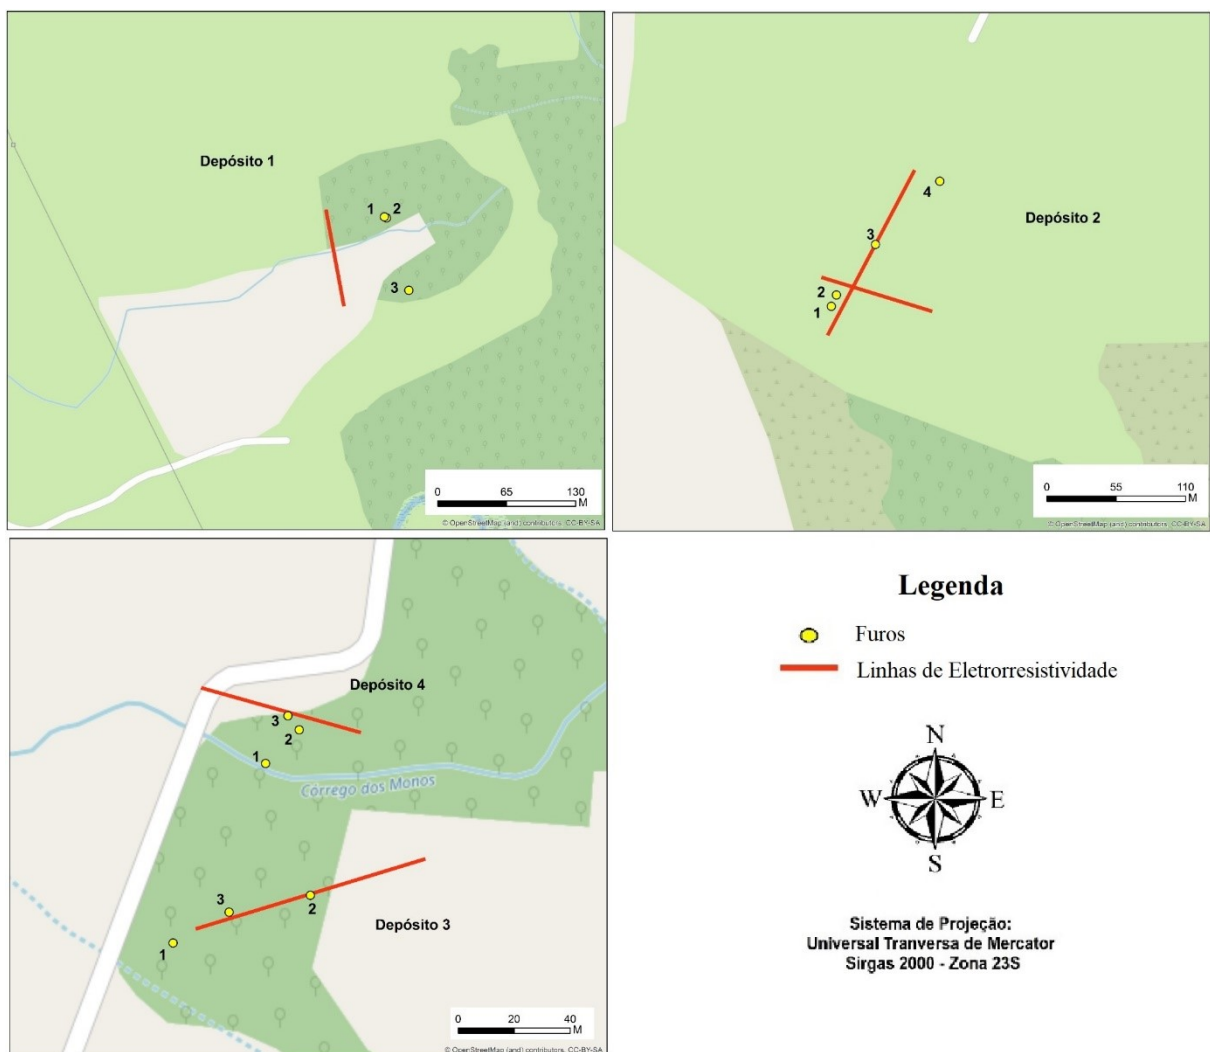 Depósito 1
1
2
3
0
65
130
M
© OpenStreetMap (and) contributors, CC-BY-SA
Depósito 2
4
3
2
1
0
55
110
M
© OpenStreetMap (and) contributors, CC-BY-SA
Depósito 4
3
2
1
Córrego dos Monos
3
2
Depósito 3
1
0
20
40
M
© OpenStreetMap (and) contributors, CC-BY-SA
Legenda
Furos
Linhas de Eletrorresistividade
N
W
E
S
Sistema de Projeção:
Universal Tranversa de Mercator
Sirgas 2000 - Zona 23S